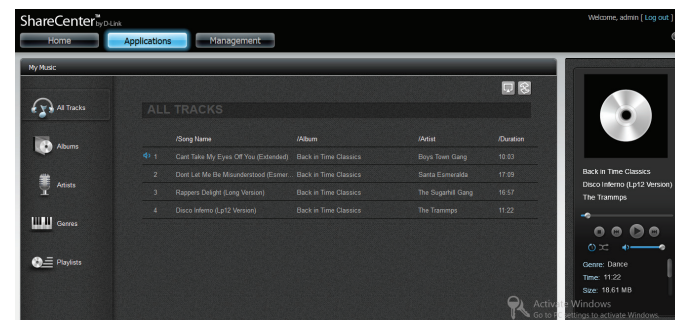 ShareCenter™ by D-Link
Welcome, admin [ Log out ]
Home Applications Management
My Music
All Tracks
Albums
Artists
Genres
Playlists
ALL TRACKS
/Song Name /Album /Artist /Duration
1 Cant Take My Eyes Off You (Extended) Back in Time Classics Boys Town Gang 10:03
2 Dont Let Me Be Misunderstood (Esmer... Back in Time Classics Santa Esmeralda 17:09
3 Rappers Delight (Long Version) Back in Time Classics The Sugarhill Gang 16:57
4 Disco Inferno (Lp12 Version) Back in Time Classics The Trammps 11:22
Back in Time Classics
Disco Inferno (Lp12 Version)
The Trammps
Genre: Dance
Time: 11:22
Size: 18.61 MB
Activate Windows
Go to PC settings to activate Windows.